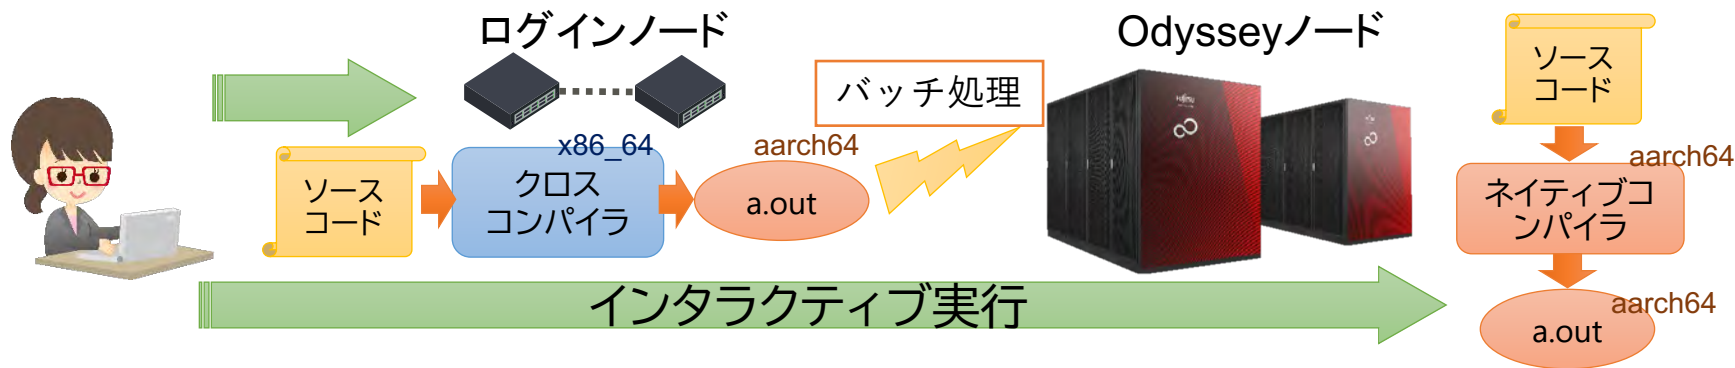 ログインノード
Odysseyノード
バッチ処理
x86_64
aarch64
ソース
コード
クロス
コンパイラ
a.out
FUJITSU
ソース
コード
aarch64
ネイティブコ
ンパイラ
aarch64
a.out
インタラクティブ実行